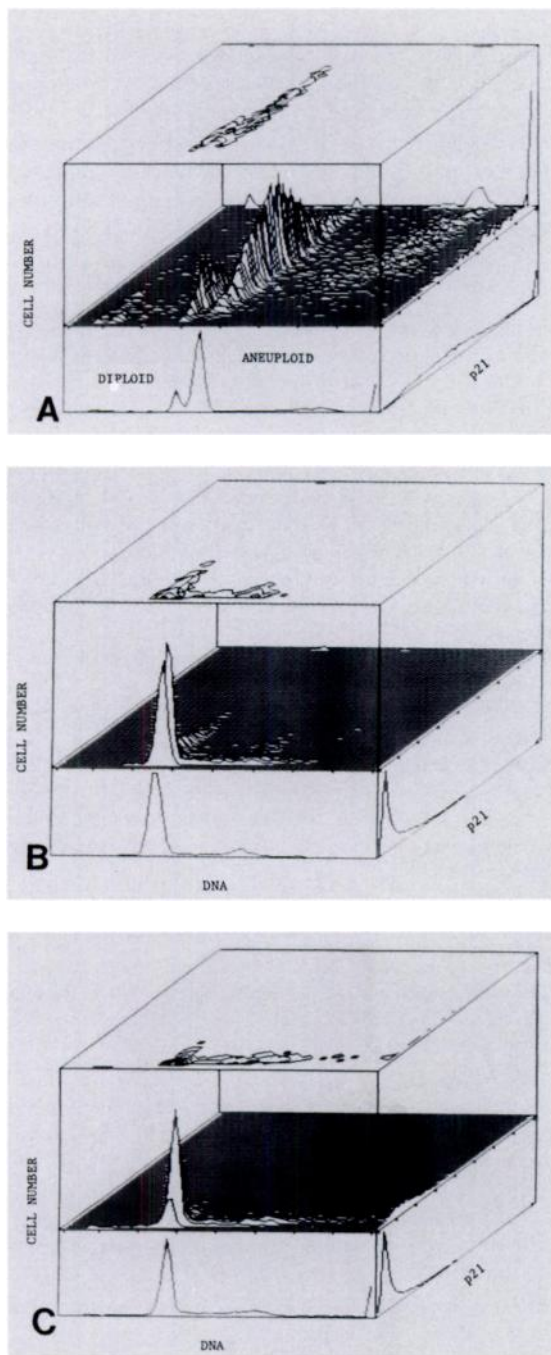 CELL NUMBER
DIPLOID
ANEUPLOID
p21
A
CELL NUMBER
p21
B
DNA
CELL NUMBER
p21
C
DNA